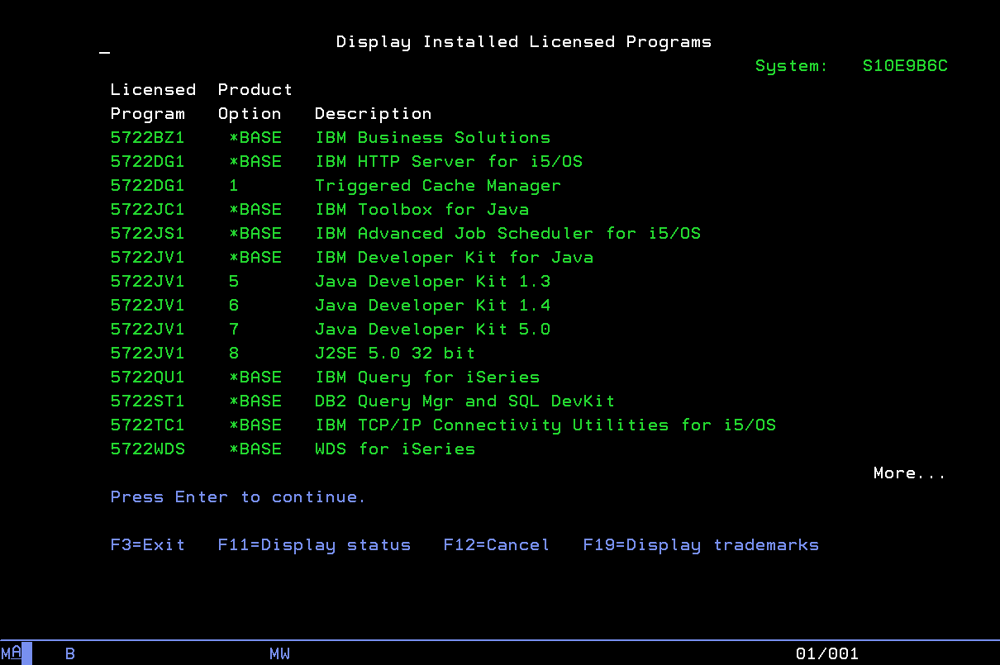 Display Installed Licensed Programs
System:   S10E9B6C
Licensed  Product
Program   Option   Description
5722BZ1    *BASE   IBM Business Solutions
5722DG1    *BASE   IBM HTTP Server for i5/OS
5722DG1    1       Triggered Cache Manager
5722JC1    *BASE   IBM Toolbox for Java
5722JS1    *BASE   IBM Advanced Job Scheduler for i5/OS
5722JV1    *BASE   IBM Developer Kit for Java
5722JV1    5       Java Developer Kit 1.3
5722JV1    6       Java Developer Kit 1.4
5722JV1    7       Java Developer Kit 5.0
5722JV1    8       J2SE 5.0 32 bit
5722QU1    *BASE   IBM Query for iSeries
5722ST1    *BASE   DB2 Query Mgr and SQL DevKit
5722TC1    *BASE   IBM TCP/IP Connectivity Utilities for i5/OS
5722WDS    *BASE   WDS for iSeries
More...
Press Enter to continue.
F3=Exit   F11=Display status   F12=Cancel   F19=Display trademarks
MA   B   MW   01/001